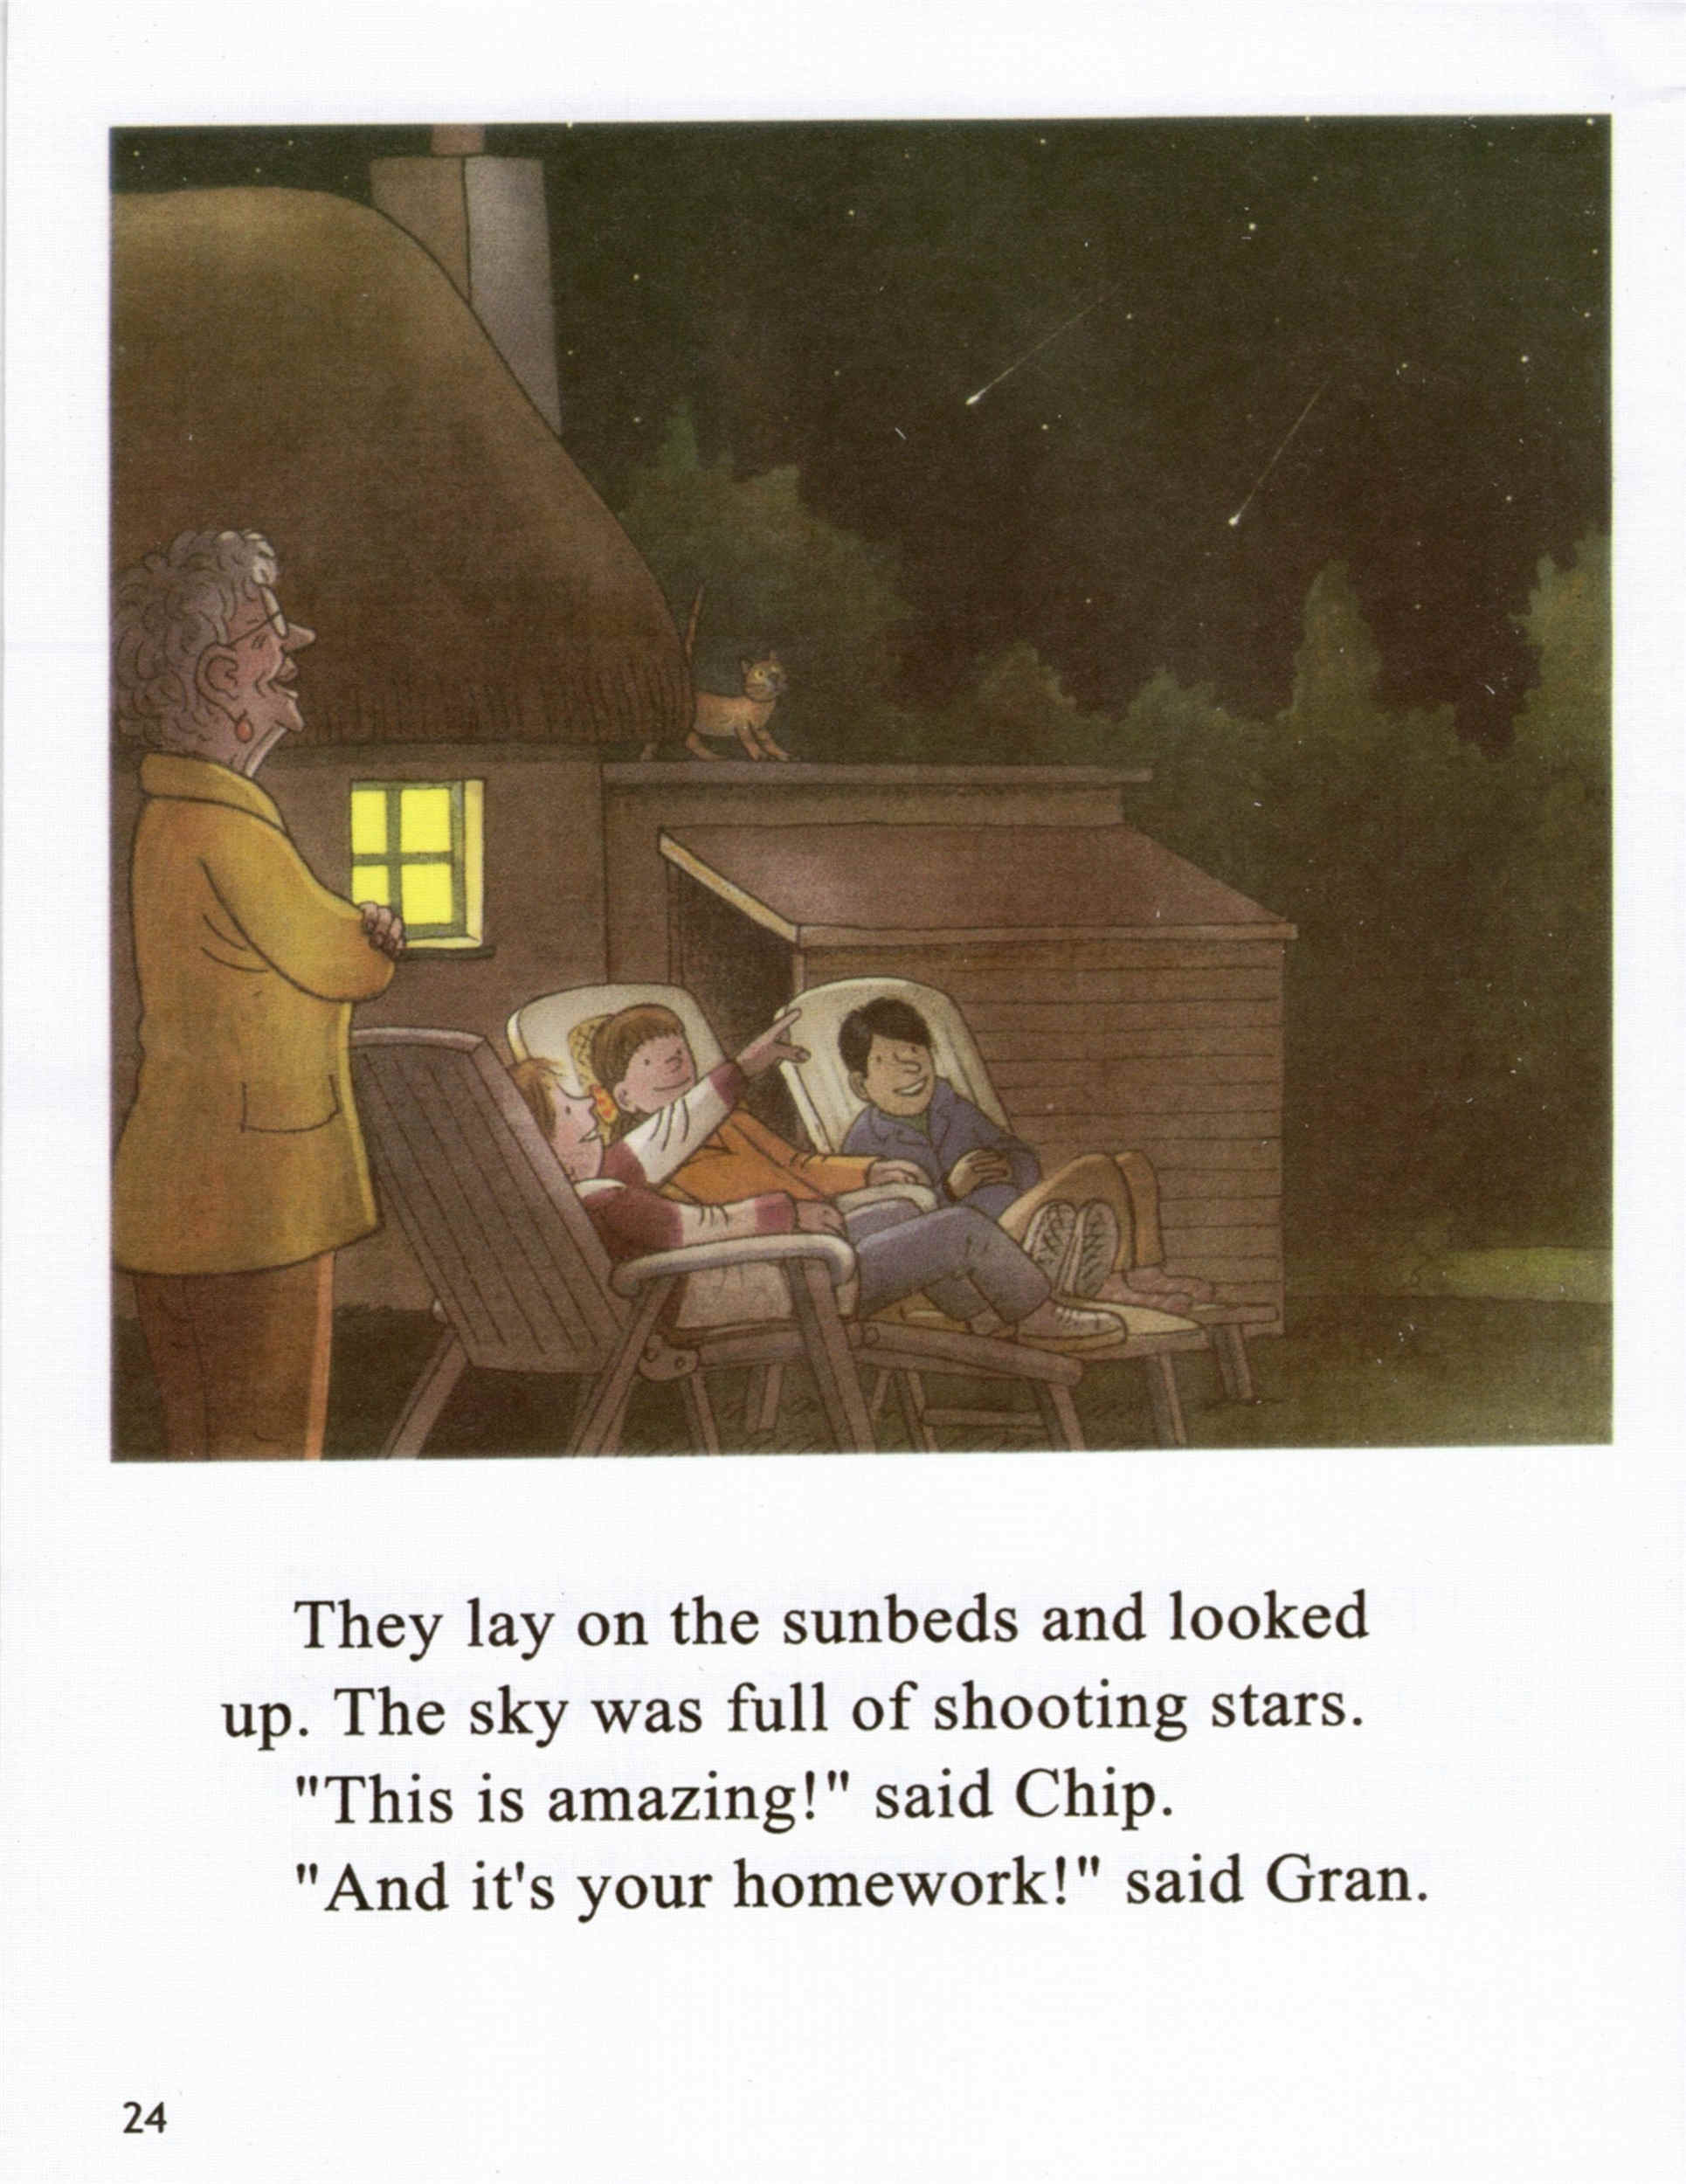 They lay on the sunbeds and looked
up. The sky was full of shooting stars.
"This is amazing!" said Chip.
"And it's your homework!" said Gran.
24